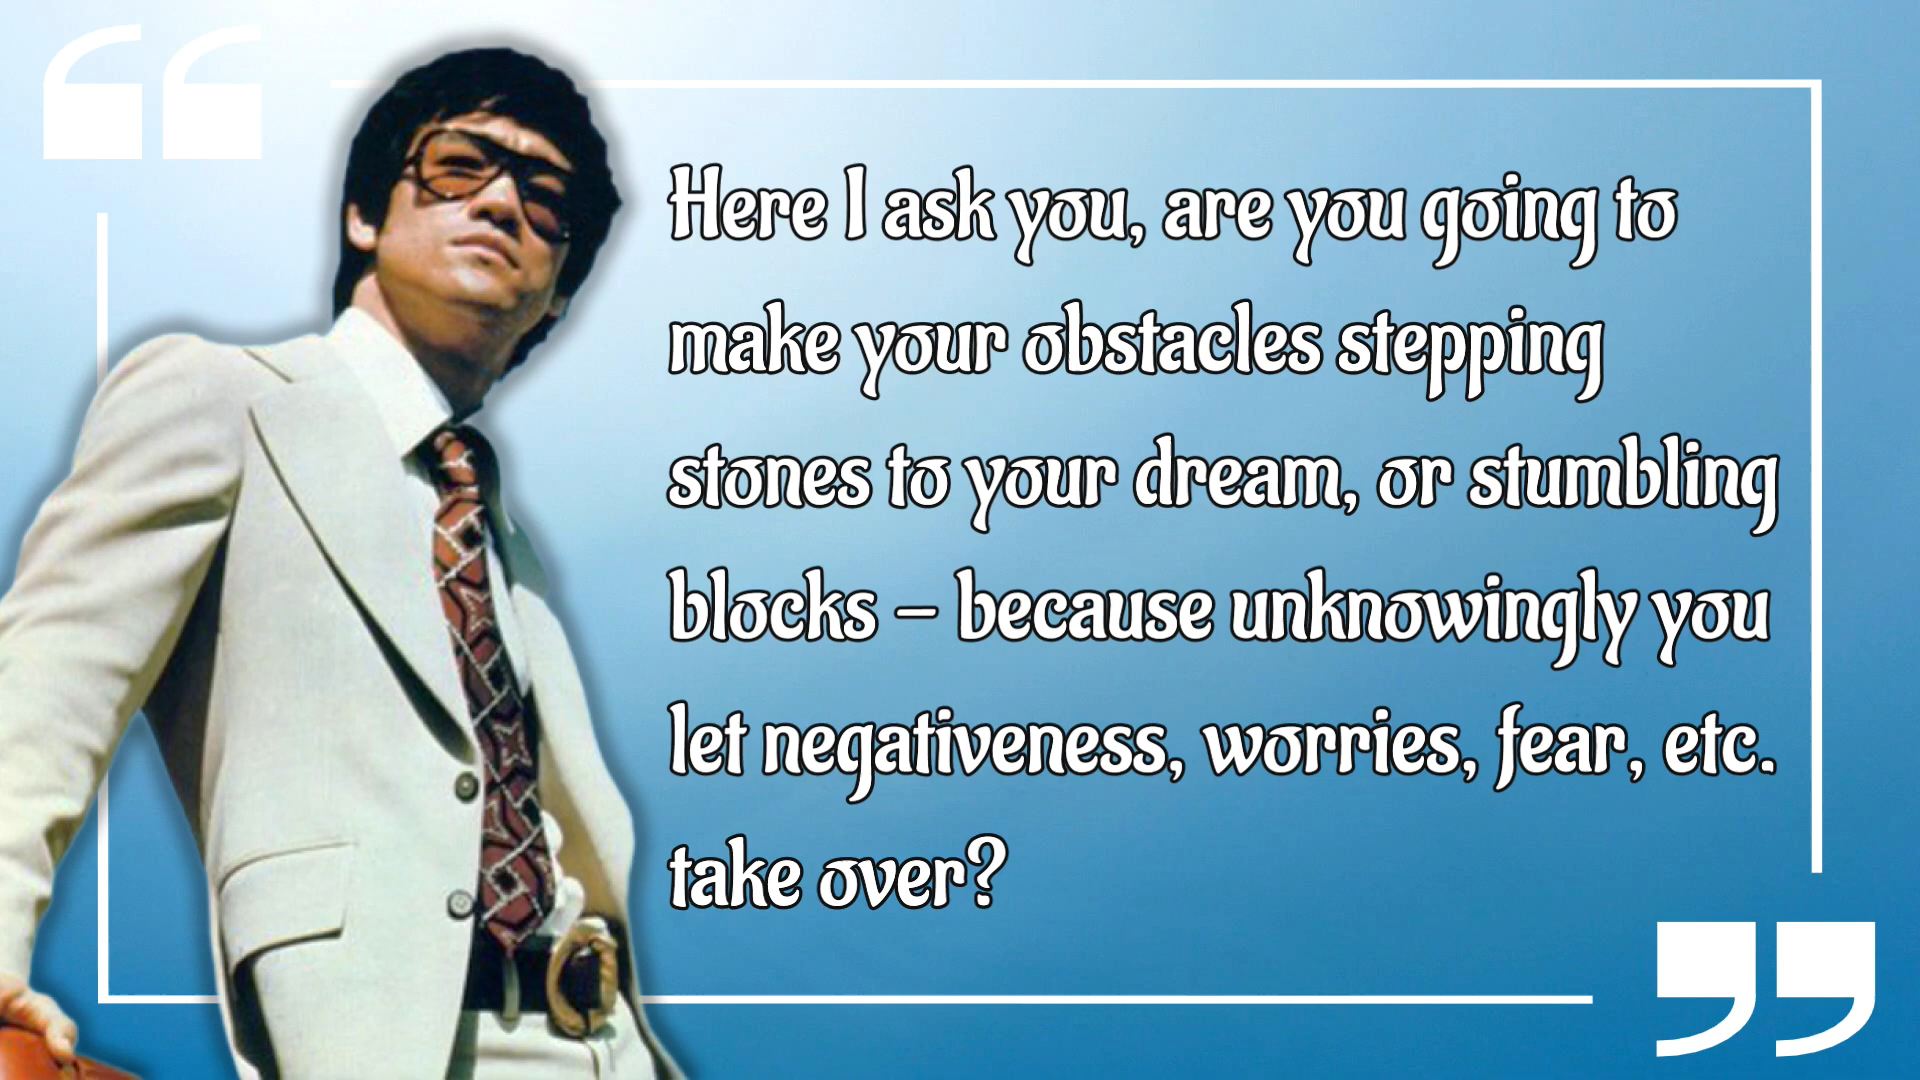 Here I ask you, are you going to
make your obstacles stepping
stones to your dream, or stumbling
blocks – because unknowingly you
let negativeness, worries, fear, etc.
take over?